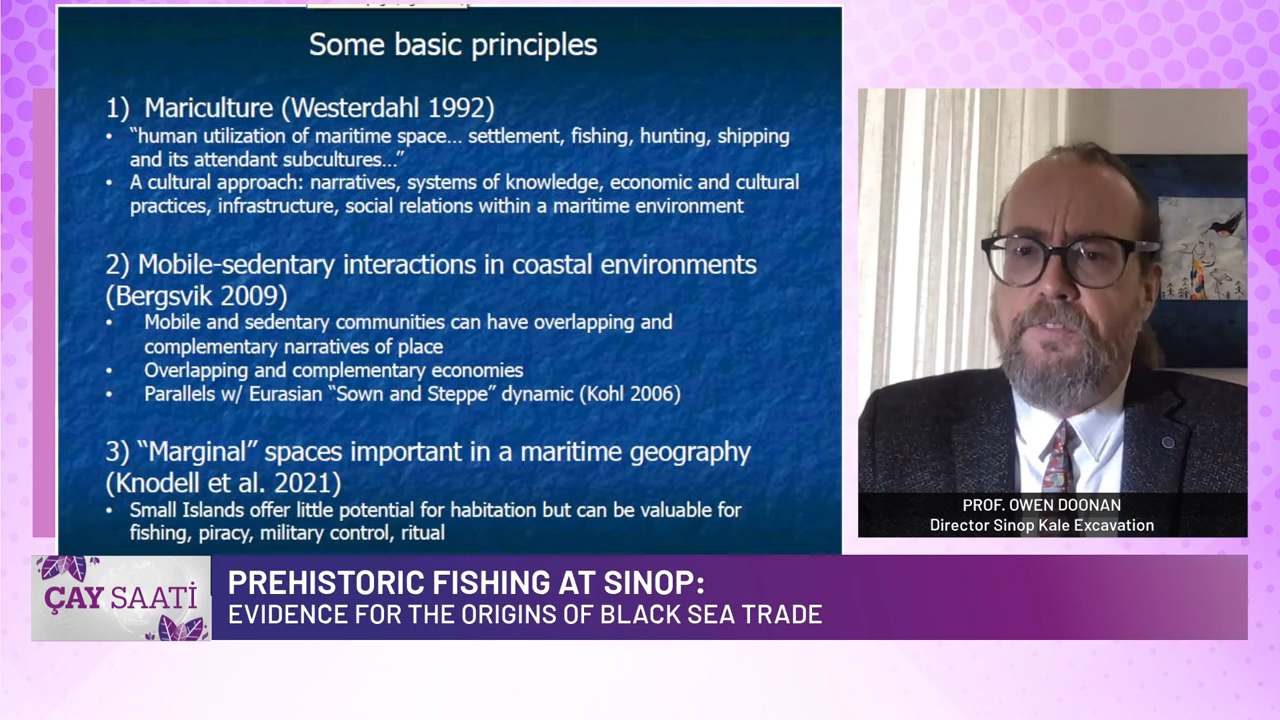 Some basic principles
1) Mariculture (Westerdahl 1992)
• “human utilization of maritime space… settlement, fishing, hunting, shipping
and its attendant subcultures…”
• A cultural approach: narratives, systems of knowledge, economic and cultural
practices, infrastructure, social relations within a maritime environment
2) Mobile-sedentary interactions in coastal environments
(Bergsvik 2009)
• Mobile and sedentary communities can have overlapping and
complementary narratives of place
• Overlapping and complementary economies
• Parallels w/ Eurasian “Sown and Steppe” dynamic (Kohl 2006)
3) “Marginal” spaces important in a maritime geography
(Knodell et al. 2021)
• Small Islands offer little potential for habitation but can be valuable for
fishing, piracy, military control, ritual
PROF. OWEN DOONAN
Director Sinop Kale Excavation
ÇAY SAATİ
PREHISTORIC FISHING AT SINOP:
EVIDENCE FOR THE ORIGINS OF BLACK SEA TRADE